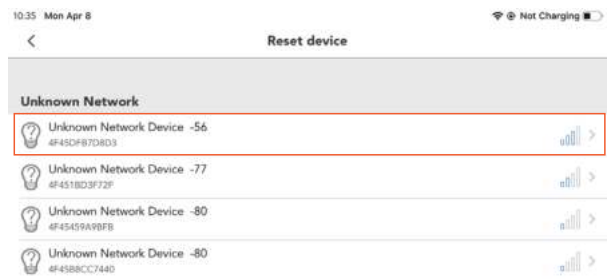 10:35 Mon Apr 8 Not Charging
Reset device
Unknown Network
Unknown Network Device -56
4F45DFB7D8D3
Unknown Network Device -77
4F451BD3F72F
Unknown Network Device -80
4F45459A9BFB
Unknown Network Device -80
4F45B8CC7440